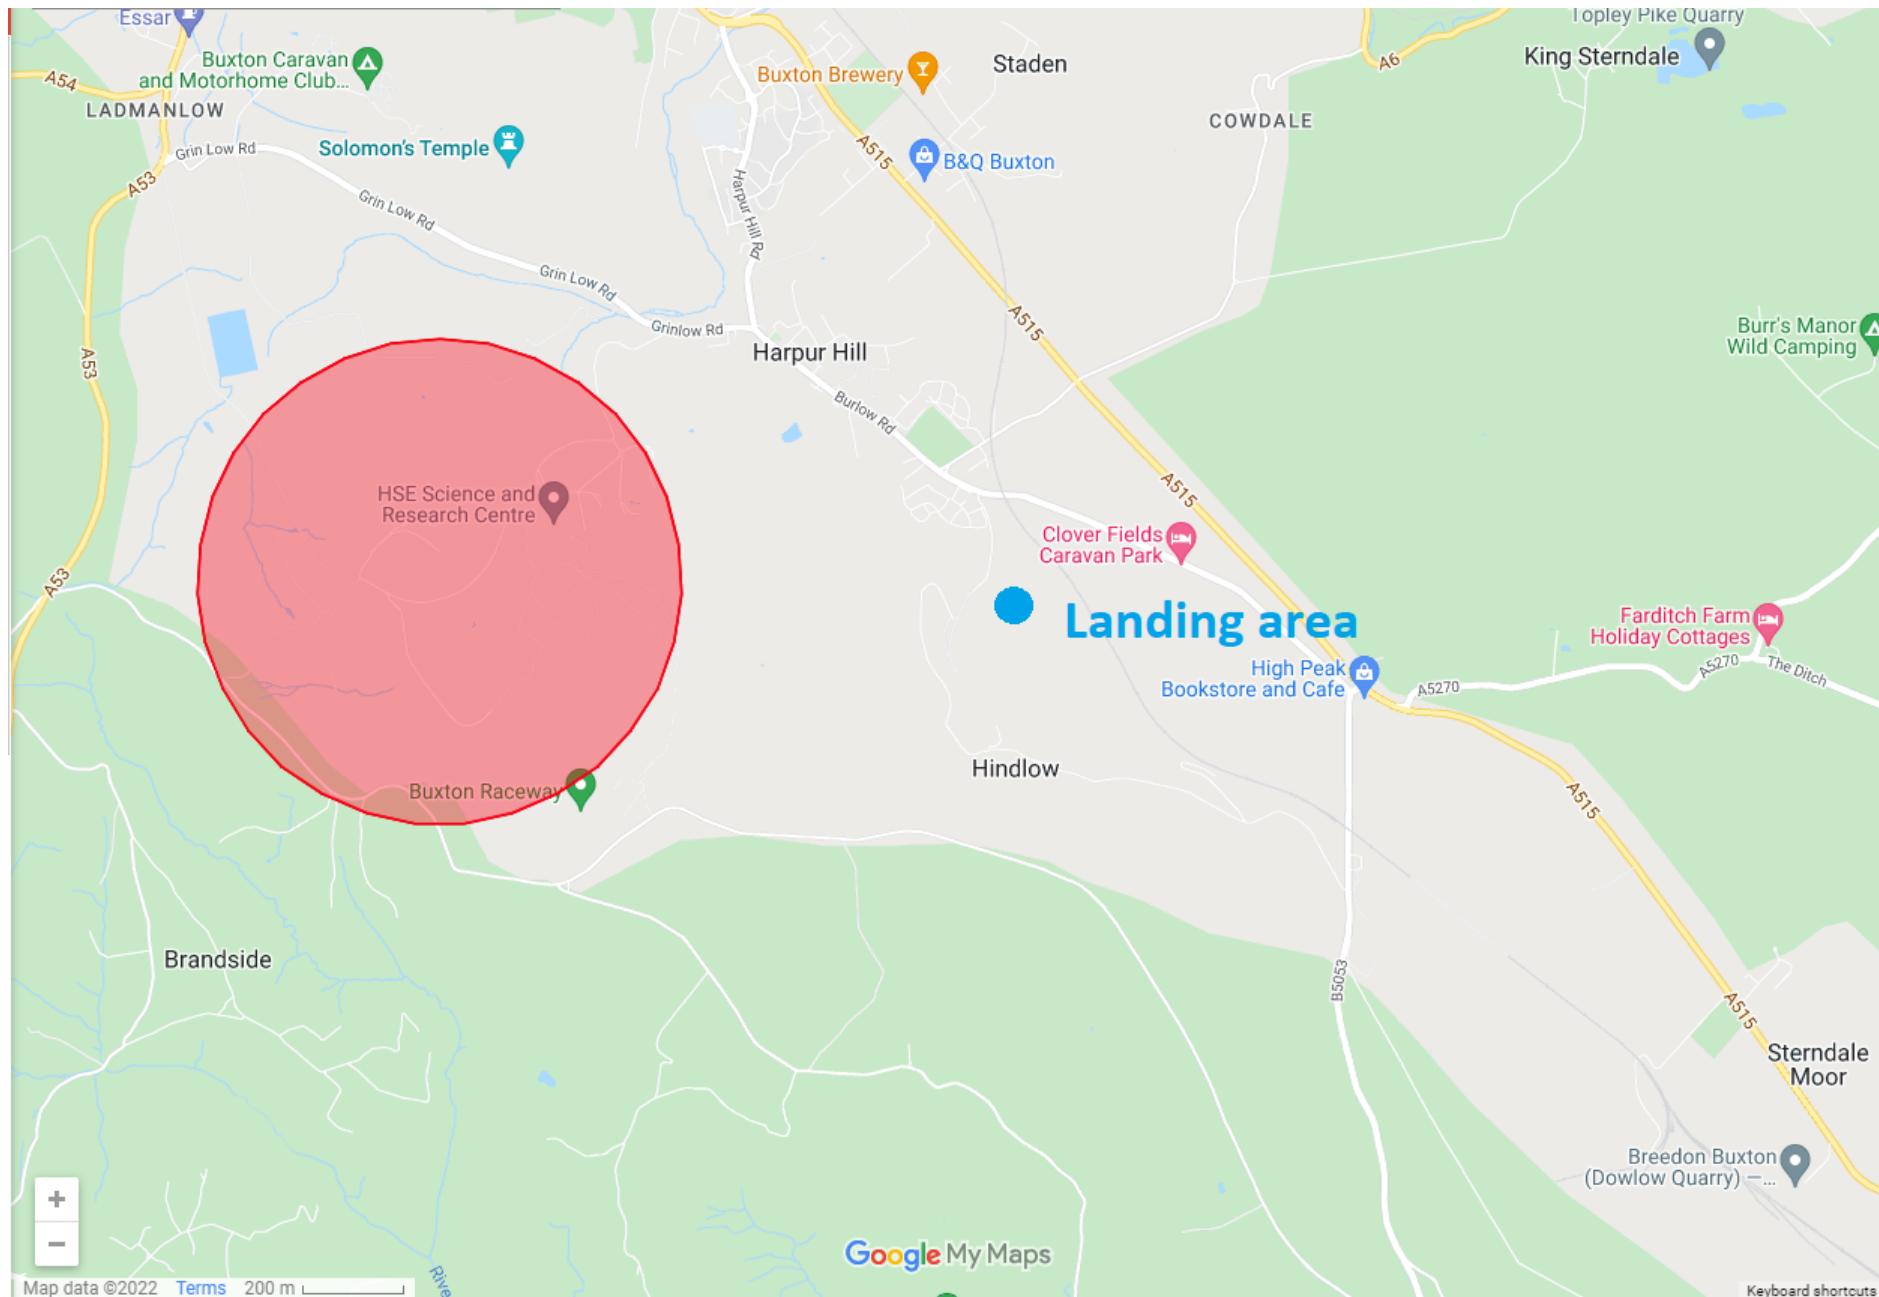 Essar
Topley Pike Quarry
Buxton Caravan
and Motorhome Club...
Buxton Brewery
Staden
King Sterndale
A6
A54
LADMANLOW
COWDALE
Grin Low Rd
Solomon's Temple
A515
B&Q Buxton
A53
Grin Low Rd
Harpur Hill Rd
Grin Low Rd
A515
Grinlow Rd
Burr's Manor
Wild Camping
A53
Harpur Hill
Burlow Rd
HSE Science and
Research Centre
A515
Clover Fields
Caravan Park
A53
Landing area
Farditch Farm
Holiday Cottages
High Peak
Bookstore and Cafe
A5270
A5270
The Ditch
Hindlow
Buxton Raceway
A515
Brandside
B5053
A515
Sterndale
Moor
Breedon Buxton
(Dowlow Quarry) —...
+
−
Google My Maps
Map data ©2022
Terms
200 m
Keyboard shortcuts